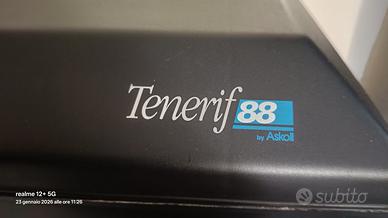 Tenerif 88
by Askoll
realme 12+ 5G
23 gennaio 2026 alle ore 11:26
subito